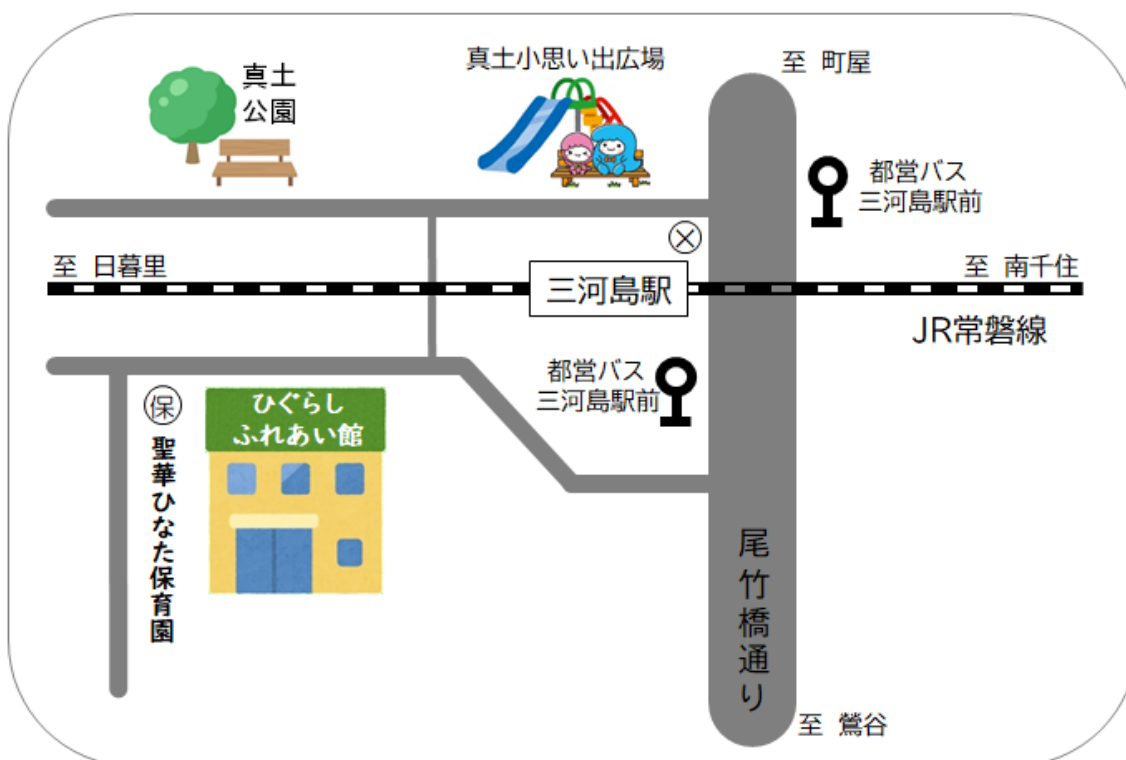 真土
公園
真土小思い出広場
至 町屋
都営バス
三河島駅前
至 日暮里
三河島駅
至 南千住
JR常磐線
都営バス
三河島駅前
保
聖華ひなた保育園
ひぐらし
ふれあい館
尾竹橋通り
至 鶯谷